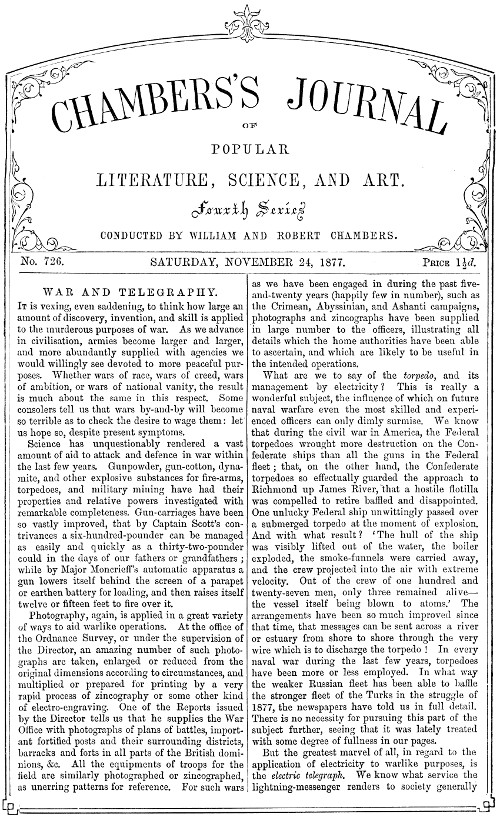 CHAMBERS'S JOURNAL
OF
POPULAR
LITERATURE, SCIENCE, AND ART.
Fourth Series
CONDUCTED BY WILLIAM AND ROBERT CHAMBERS.
No. 726.
SATURDAY, NOVEMBER 24, 1877.
PRICE 1½d.
WAR AND TELEGRAPHY.
IT is vexing, even saddening, to think how large an
amount of discovery, invention, and skill is applied
to the murderous purposes of war. As we advance
in civilisation, armies become larger and larger,
and more abundantly supplied with agencies we
would willingly see devoted to more peaceful pur-
poses. Whether wars of race, wars of creed, wars
of ambition, or wars of national vanity, the result
is much about the same in this respect. Some
consolers tell us that wars by-and-by will become
so terrible as to check the desire to wage them: let
us hope so, despite present symptoms.
Science has unquestionably rendered a vast
amount of aid to attack and defence in war within
the last few years. Gunpowder, gun-cotton, dyna-
mite, and other explosive substances for fire-arms,
torpedoes, and military mining have had their
properties and relative powers investigated with
remarkable completeness. Gun-carriages have been
so vastly improved, that by Captain Scott's con-
trivances a six-hundred-pounder can be managed
as easily and quickly as a thirty-two-pounder
could in the days of our fathers or grandfathers;
while by Major Moncrieff's automatic apparatus a
gun lowers itself behind the screen of a parapet
or earthen battery for loading, and then raises itself
twelve or fifteen feet to fire over it.
Photography, again, is applied in a great variety
of ways to aid warlike operations. At the office of
the Ordnance Survey, or under the supervision of
the Director, an amazing number of such photo-
graphs are taken, enlarged or reduced from the
original dimensions according to circumstances, and
multiplied or prepared for printing by a very
rapid process of zincography or some other kind
of electro-engraving. One of the Reports issued
by the Director tells us that he supplies the War
Office with photographs of plans of battles, import-
ant fortified posts and their surrounding districts,
barracks and forts in all parts of the British domi-
nions, &c. All the equipments of troops for the
field are similarly photographed or zincographed,
as unerring patterns for reference. For such wars
as we have been engaged in during the past five-
and-twenty years (happily few in number), such as
the Crimean, Abyssinian, and Ashanti campaigns,
photographs and zincographs have been supplied
in large number to the officers, illustrating all
details which the home authorities have been able
to ascertain, and which are likely to be useful in
the intended operations.
What are we to say of the torpedo, and its
management by electricity? This is really a
wonderful subject, the influence of which on future
naval warfare even the most skilled and experi-
enced officers can only dimly surmise. We know
that during the civil war in America, the Federal
torpedoes wrought more destruction on the Con-
federate ships than all the guns in the Federal
fleet; that, on the other hand, the Confederate
torpedoes so effectually guarded the approach to
Richmond up James River, that a hostile flotilla
was compelled to retire baffled and disappointed.
One unlucky Federal ship unwittingly passed over
a submerged torpedo at the moment of explosion.
And with what result? 'The hull of the ship
was visibly lifted out of the water, the boiler
exploded, the smoke-funnels were carried away,
and the crew projected into the air with extreme
velocity. Out of the crew of one hundred and
twenty-seven men, only three remained alive—
the vessel itself being blown to atoms.' The
arrangements have been so much improved since
that time, that messages can be sent across a river
or estuary from shore to shore through the very
wire which is to discharge the torpedo! In every
naval war during the last few years, torpedoes
have been more or less employed. In what way
the weaker Russian fleet has been able to baffle
the stronger fleet of the Turks in the struggle of
1877, the newspapers have told us in full detail.
There is no necessity for pursuing this part of the
subject further, seeing that it was lately treated
with some degree of fullness in our pages.
But the greatest marvel of all, in regard to the
application of electricity to warlike purposes, is
the electric telegraph. We know what service the
lightning-messenger renders to society generally